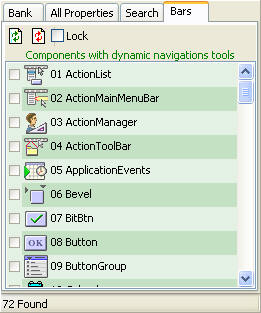 Bank All Properties Search Bars
Lock
Components with dynamic navigations tools
01 ActionList
02 ActionMainMenuBar
03 ActionManager
04 ActionToolBar
05 ApplicationEvents
06 Bevel
07 BitBtn
OK 08 Button
09 ButtonGroup
72 Found